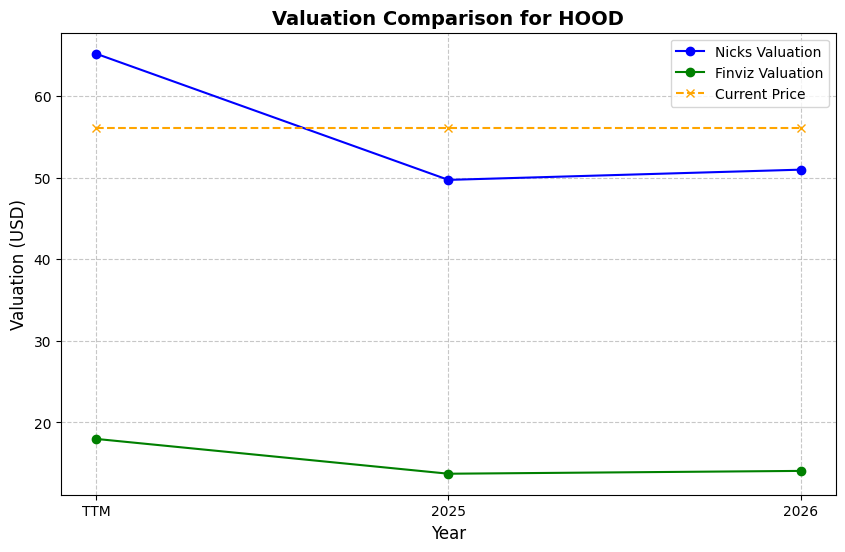 Valuation Comparison for HOOD
Nicks Valuation
Finviz Valuation
Current Price
Valuation (USD)
60
50
40
30
20
TTM
2025
2026
Year